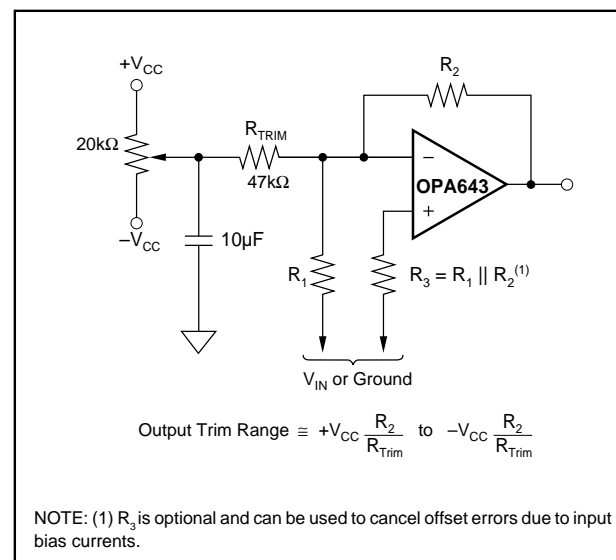 +V_CC
20kΩ
−V_CC
R_TRIM
47kΩ
10µF
R_2
−
OPA643
+
R_1
R_3 = R_1 || R_2^(1)
V_IN or Ground
Output Trim Range ≅ +V_CC R_2/R_Trim to −V_CC R_2/R_Trim
NOTE: (1) R_3 is optional and can be used to cancel offset errors due to input
bias currents.